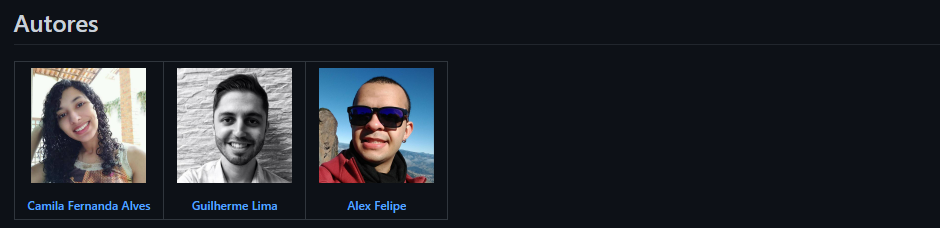 Autores
Camila Fernanda Alves
Guilherme Lima
Alex Felipe